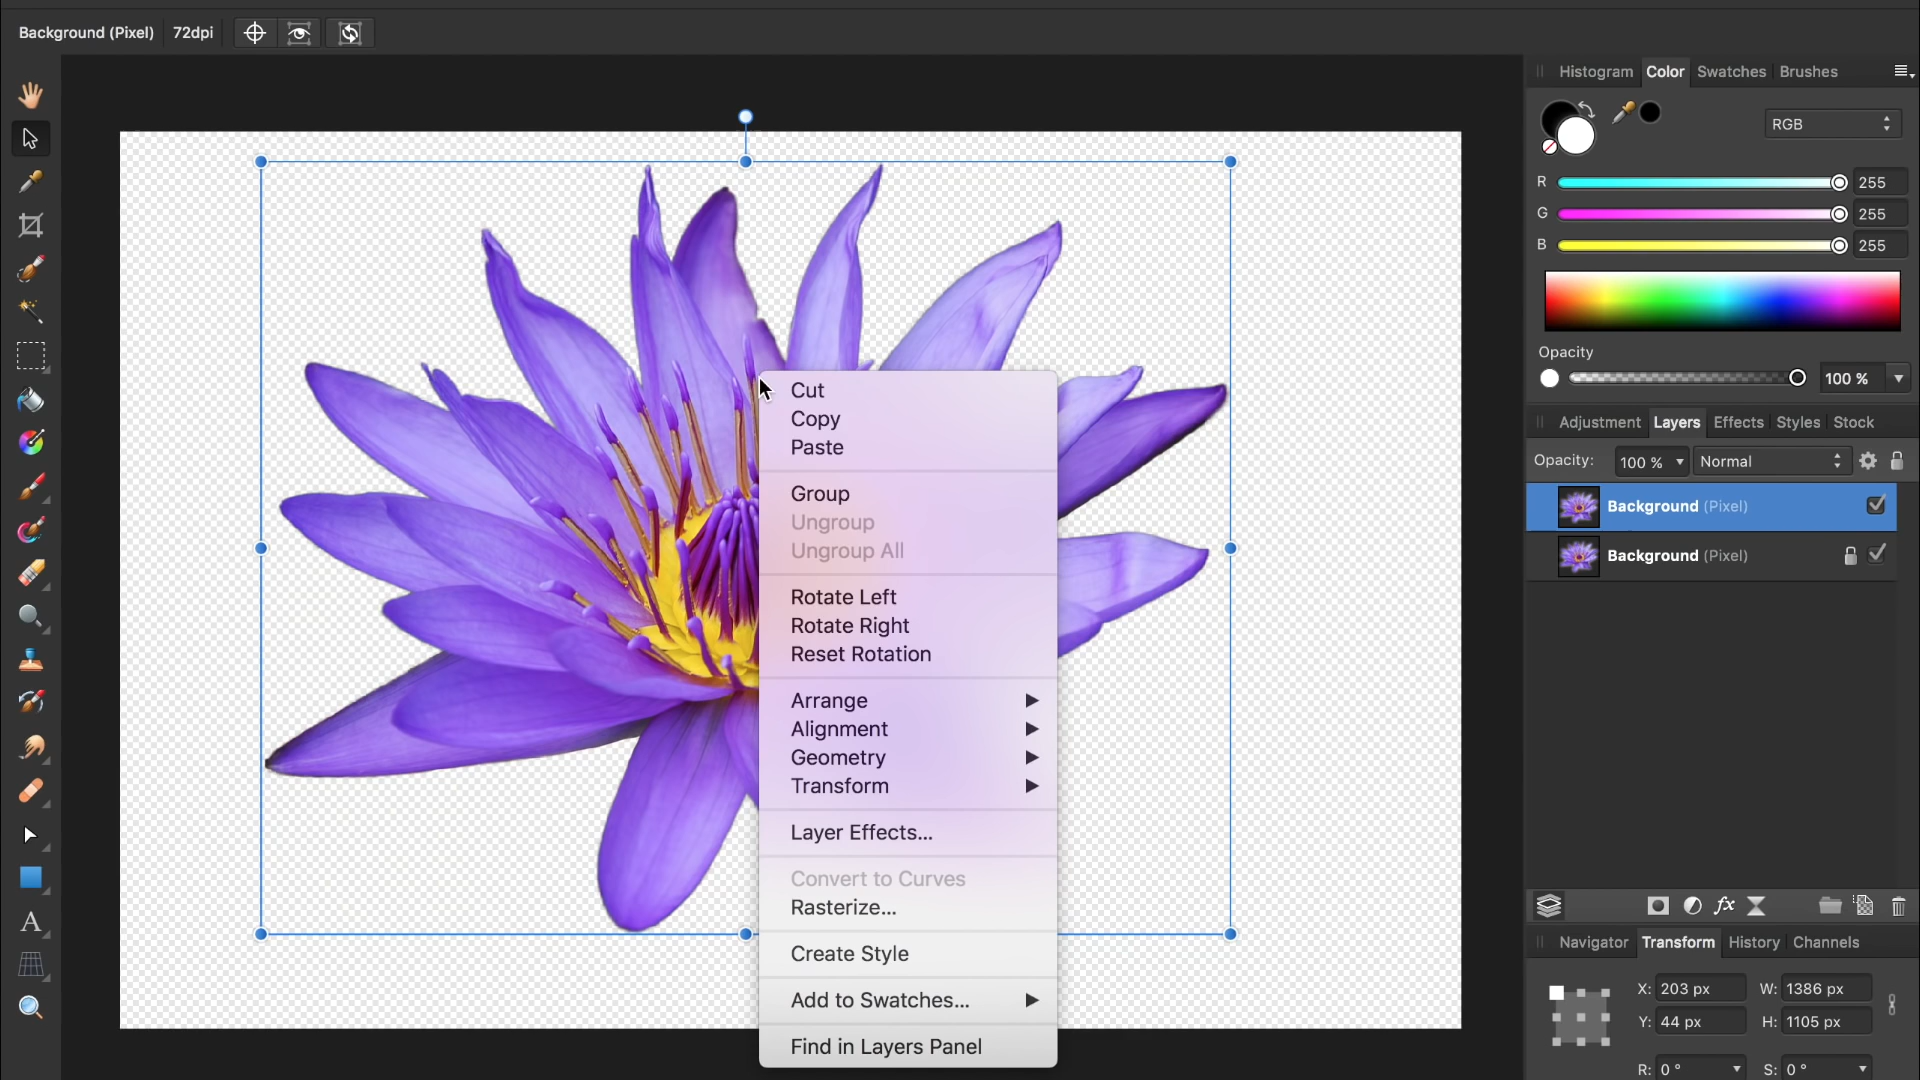 Background (Pixel) 72dpi
Histogram Color Swatches Brushes
RGB
R 255
G 255
B 255
Opacity
100 %
Adjustment Layers Effects Styles Stock
Opacity: 100 % Normal
Background (Pixel)
Background (Pixel)
fx
Navigator Transform History Channels
X: 203 px W: 1386 px
Y: 44 px H: 1105 px
R: 0 ° S: 0 °
A
Cut
Copy
Paste
Group
Ungroup
Ungroup All
Rotate Left
Rotate Right
Reset Rotation
Arrange
Alignment
Geometry
Transform
Layer Effects...
Convert to Curves
Rasterize...
Create Style
Add to Swatches...
Find in Layers Panel